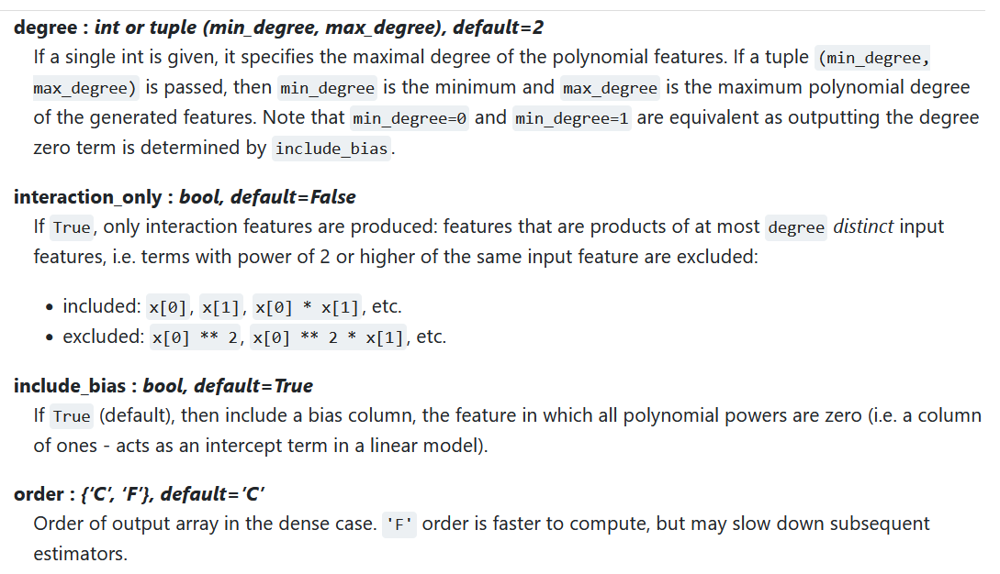 degree : int or tuple (min_degree, max_degree), default=2
If a single int is given, it specifies the maximal degree of the polynomial features. If a tuple (min_degree,
max_degree) is passed, then min_degree is the minimum and max_degree is the maximum polynomial degree
of the generated features. Note that min_degree=0 and min_degree=1 are equivalent as outputting the degree
zero term is determined by include_bias.
interaction_only : bool, default=False
If True, only interaction features are produced: features that are products of at most degree distinct input
features, i.e. terms with power of 2 or higher of the same input feature are excluded:
• included: x[0], x[1], x[0] * x[1], etc.
• excluded: x[0] ** 2, x[0] ** 2 * x[1], etc.
include_bias : bool, default=True
If True (default), then include a bias column, the feature in which all polynomial powers are zero (i.e. a column
of ones - acts as an intercept term in a linear model).
order : {‘C’, ‘F’}, default=’C’
Order of output array in the dense case. 'F' order is faster to compute, but may slow down subsequent
estimators.